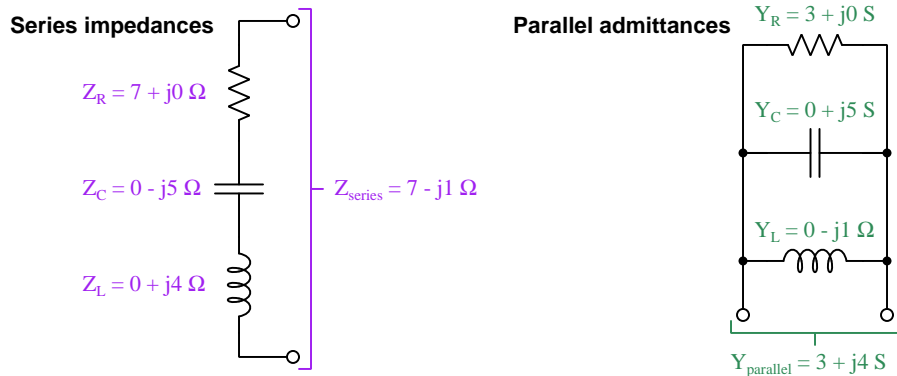 Series impedances
Z_R = 7 + j0 Ω
Z_C = 0 - j5 Ω
Z_series = 7 - j1 Ω
Z_L = 0 + j4 Ω
Parallel admittances
Y_R = 3 + j0 S
Y_C = 0 + j5 S
Y_L = 0 - j1 Ω
Y_parallel = 3 + j4 S